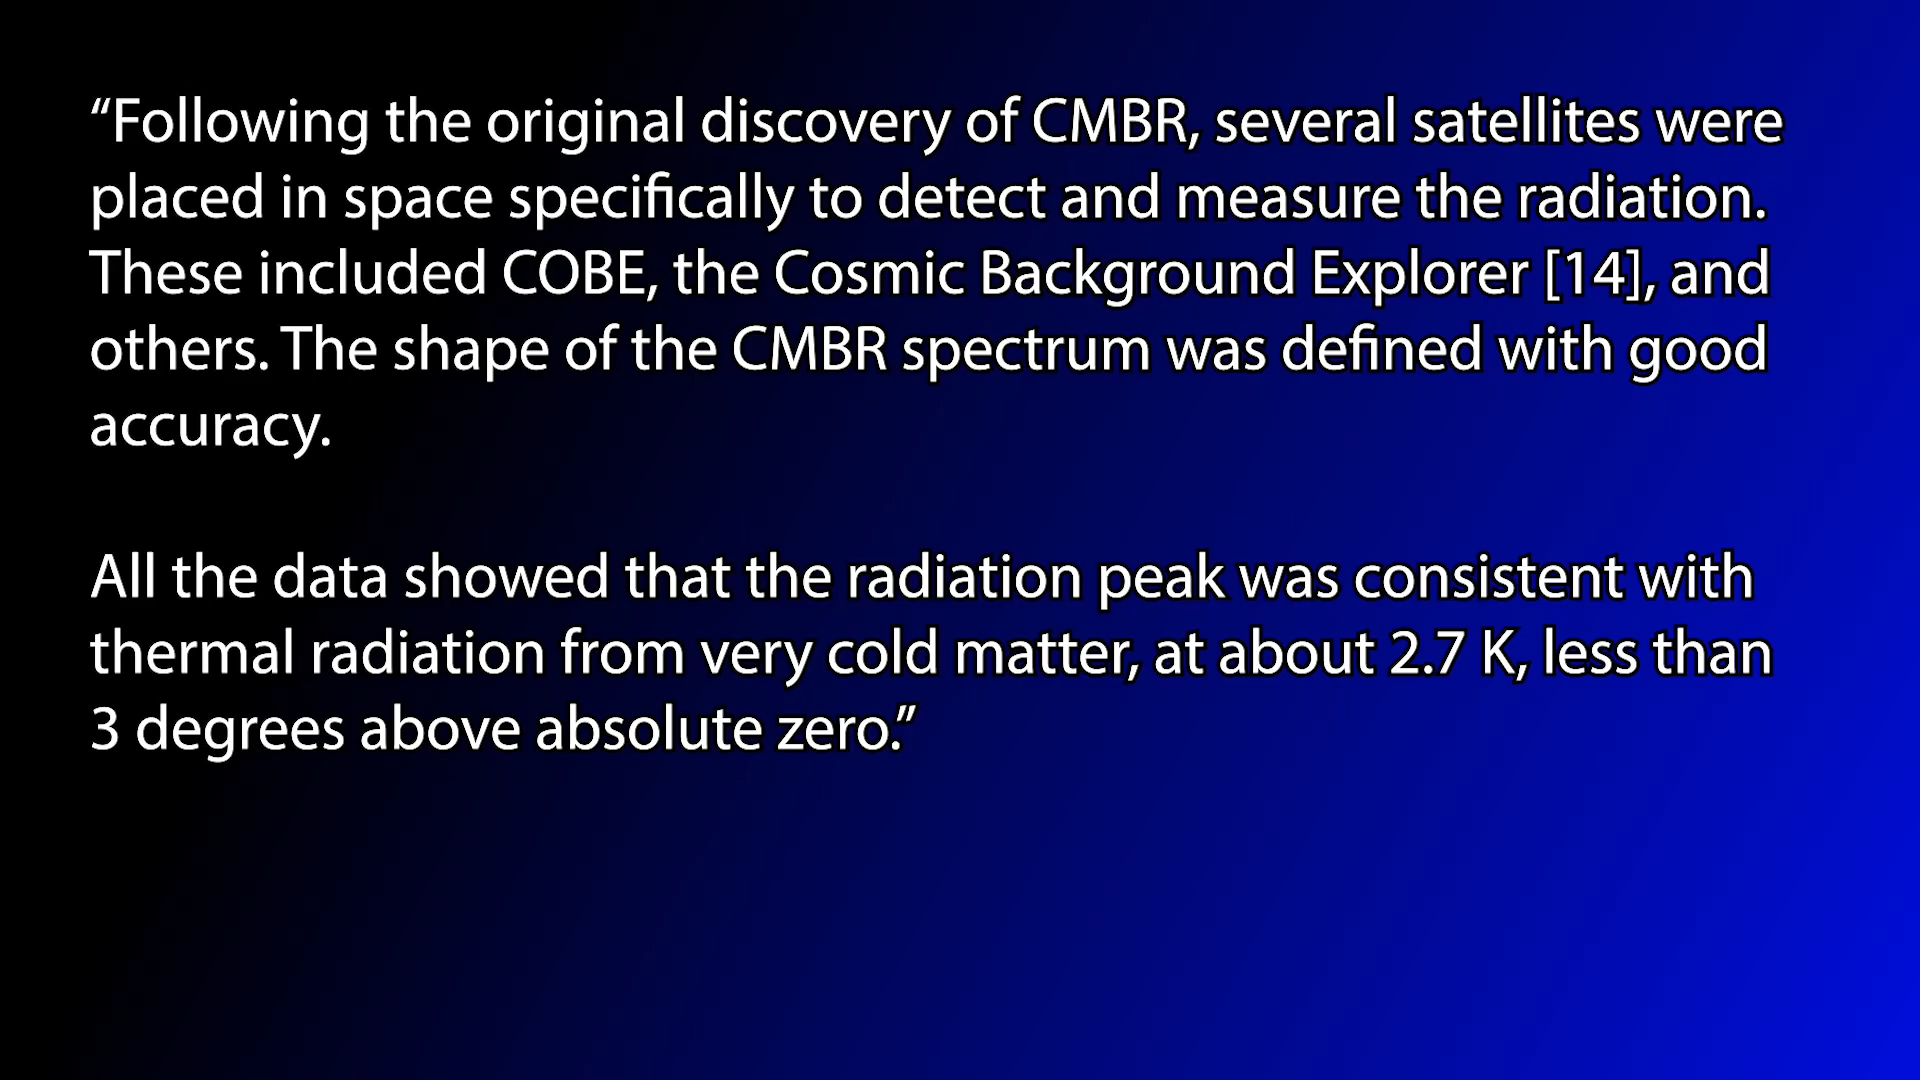 “Following the original discovery of CMBR, several satellites were
placed in space specifically to detect and measure the radiation.
These included COBE, the Cosmic Background Explorer [14], and
others. The shape of the CMBR spectrum was defined with good
accuracy.
All the data showed that the radiation peak was consistent with
thermal radiation from very cold matter, at about 2.7 K, less than
3 degrees above absolute zero.”